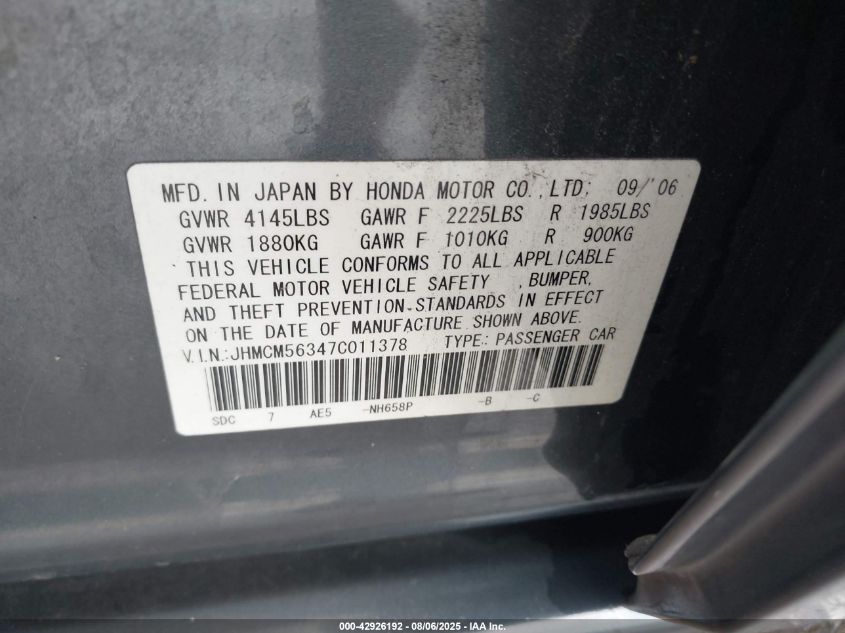 MFD. IN JAPAN BY HONDA MOTOR CO., LTD. 09/'06
GVWR 4145LBS GAWR F 2225LBS R 1985LBS
GVWR 1880KG GAWR F 1010KG R 900KG
THIS VEHICLE CONFORMS TO ALL APPLICABLE
FEDERAL MOTOR VEHICLE SAFETY , BUMPER,
AND THEFT PREVENTION STANDARDS IN EFFECT
ON THE DATE OF MANUFACTURE SHOWN ABOVE.
V.I.N.:JHMCM56347C011378 TYPE: PASSENGER CAR
SDC 7 AE5 -NH658P -B -C
000-42926192 - 08/06/2025 - IAA Inc.